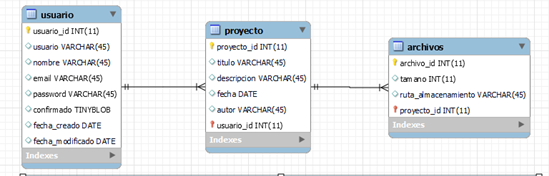 usuario
usuario_id INT(11)
usuario VARCHAR(45)
nombre VARCHAR(45)
email VARCHAR(45)
password VARCHAR(45)
confirmado TINYBLOB
fecha_creado DATE
fecha_modificado DATE
Indexes
proyecto
proyecto_id INT(11)
titulo VARCHAR(45)
descripcion VARCHAR(45)
fecha DATE
autor VARCHAR(45)
usuario_id INT(11)
Indexes
archivos
archivo_id INT(11)
tamano INT(11)
ruta_almacenamiento VARCHAR(45)
proyecto_id INT(11)
Indexes